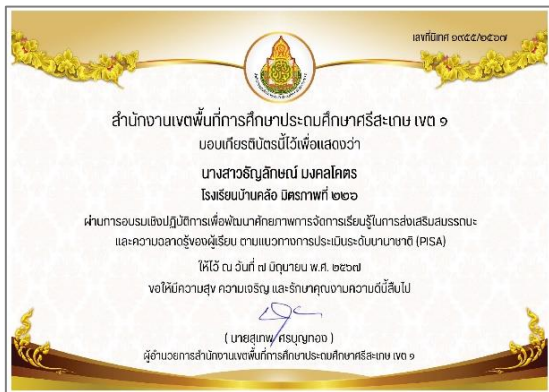 เลขที่นิเทศ ๑๙๕๕/๒๕๖๗
สำนักงานเขตพื้นที่การศึกษาประถมศึกษาศรีสะเกษ เขต ๑
มอบเกียรติบัตรนี้ไว้เพื่อแสดงว่า
นางสาวธัญลักษณ์ มงคลโคตร
โรงเรียนบ้านคล้อ มิตรภาพที่ ๒๒๖
ผ่านการอบรมเชิงปฏิบัติการเพื่อพัฒนาศักยภาพการจัดการเรียนรู้ในการส่งเสริมสมรรถนะ
และความฉลาดรู้ของผู้เรียน ตามแนวทางการประเมินระดับนานาชาติ (PISA)
ให้ไว้ ณ วันที่ ๗ มิถุนายน พ.ศ. ๒๕๖๗
ขอให้มีความสุข ความเจริญ และรักษาคุณงามความดีนี้สืบไป
( นายสุเทพ ศรบุญทอง )
ผู้อำนวยการสำนักงานเขตพื้นที่การศึกษาประถมศึกษาศรีสะเกษ เขต ๑